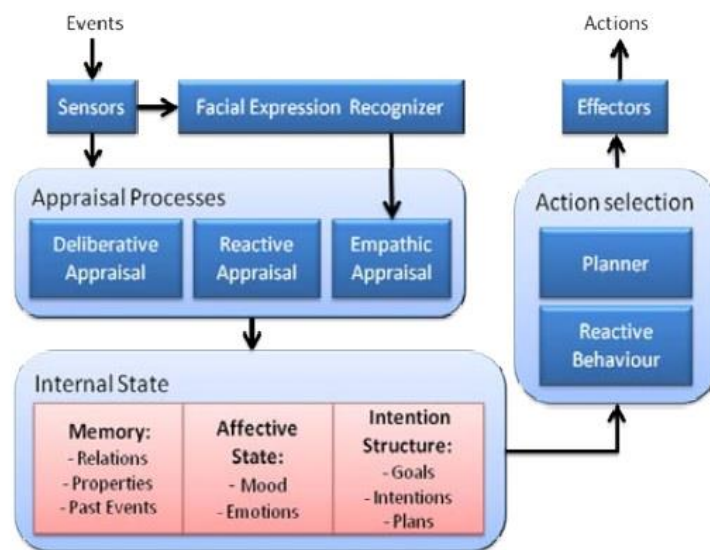 Events
Actions
Sensors
Facial Expression Recognizer
Effectors
Appraisal Processes
Deliberative
Appraisal
Reactive
Appraisal
Empathic
Appraisal
Action selection
Planner
Reactive
Behaviour
Internal State
Memory:
- Relations
- Properties
- Past Events
Affective
State:
- Mood
- Emotions
Intention
Structure:
- Goals
- Intentions
- Plans